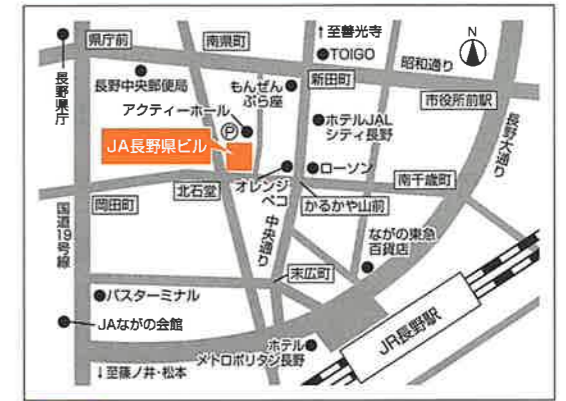 ↑至善光寺
N
県庁前
南県町
●TOIGO
昭和通り
長野県庁
長野中央郵便局
もんぜん
ぷら座
新田町
市役所前駅
アクティーホール
P
ホテルJAL
シティ長野
長野大通り
JA長野県ビル
ローソン
北石堂
オレンジ
ペコ
南千歳町
岡田町
かるかや山前
国道19号線
中央通り
ながの東急
百貨店
末広町
バスターミナル
JAながの会館
JR長野駅
ホテル
メトロポリタン長野
↓至篠ノ井・松本